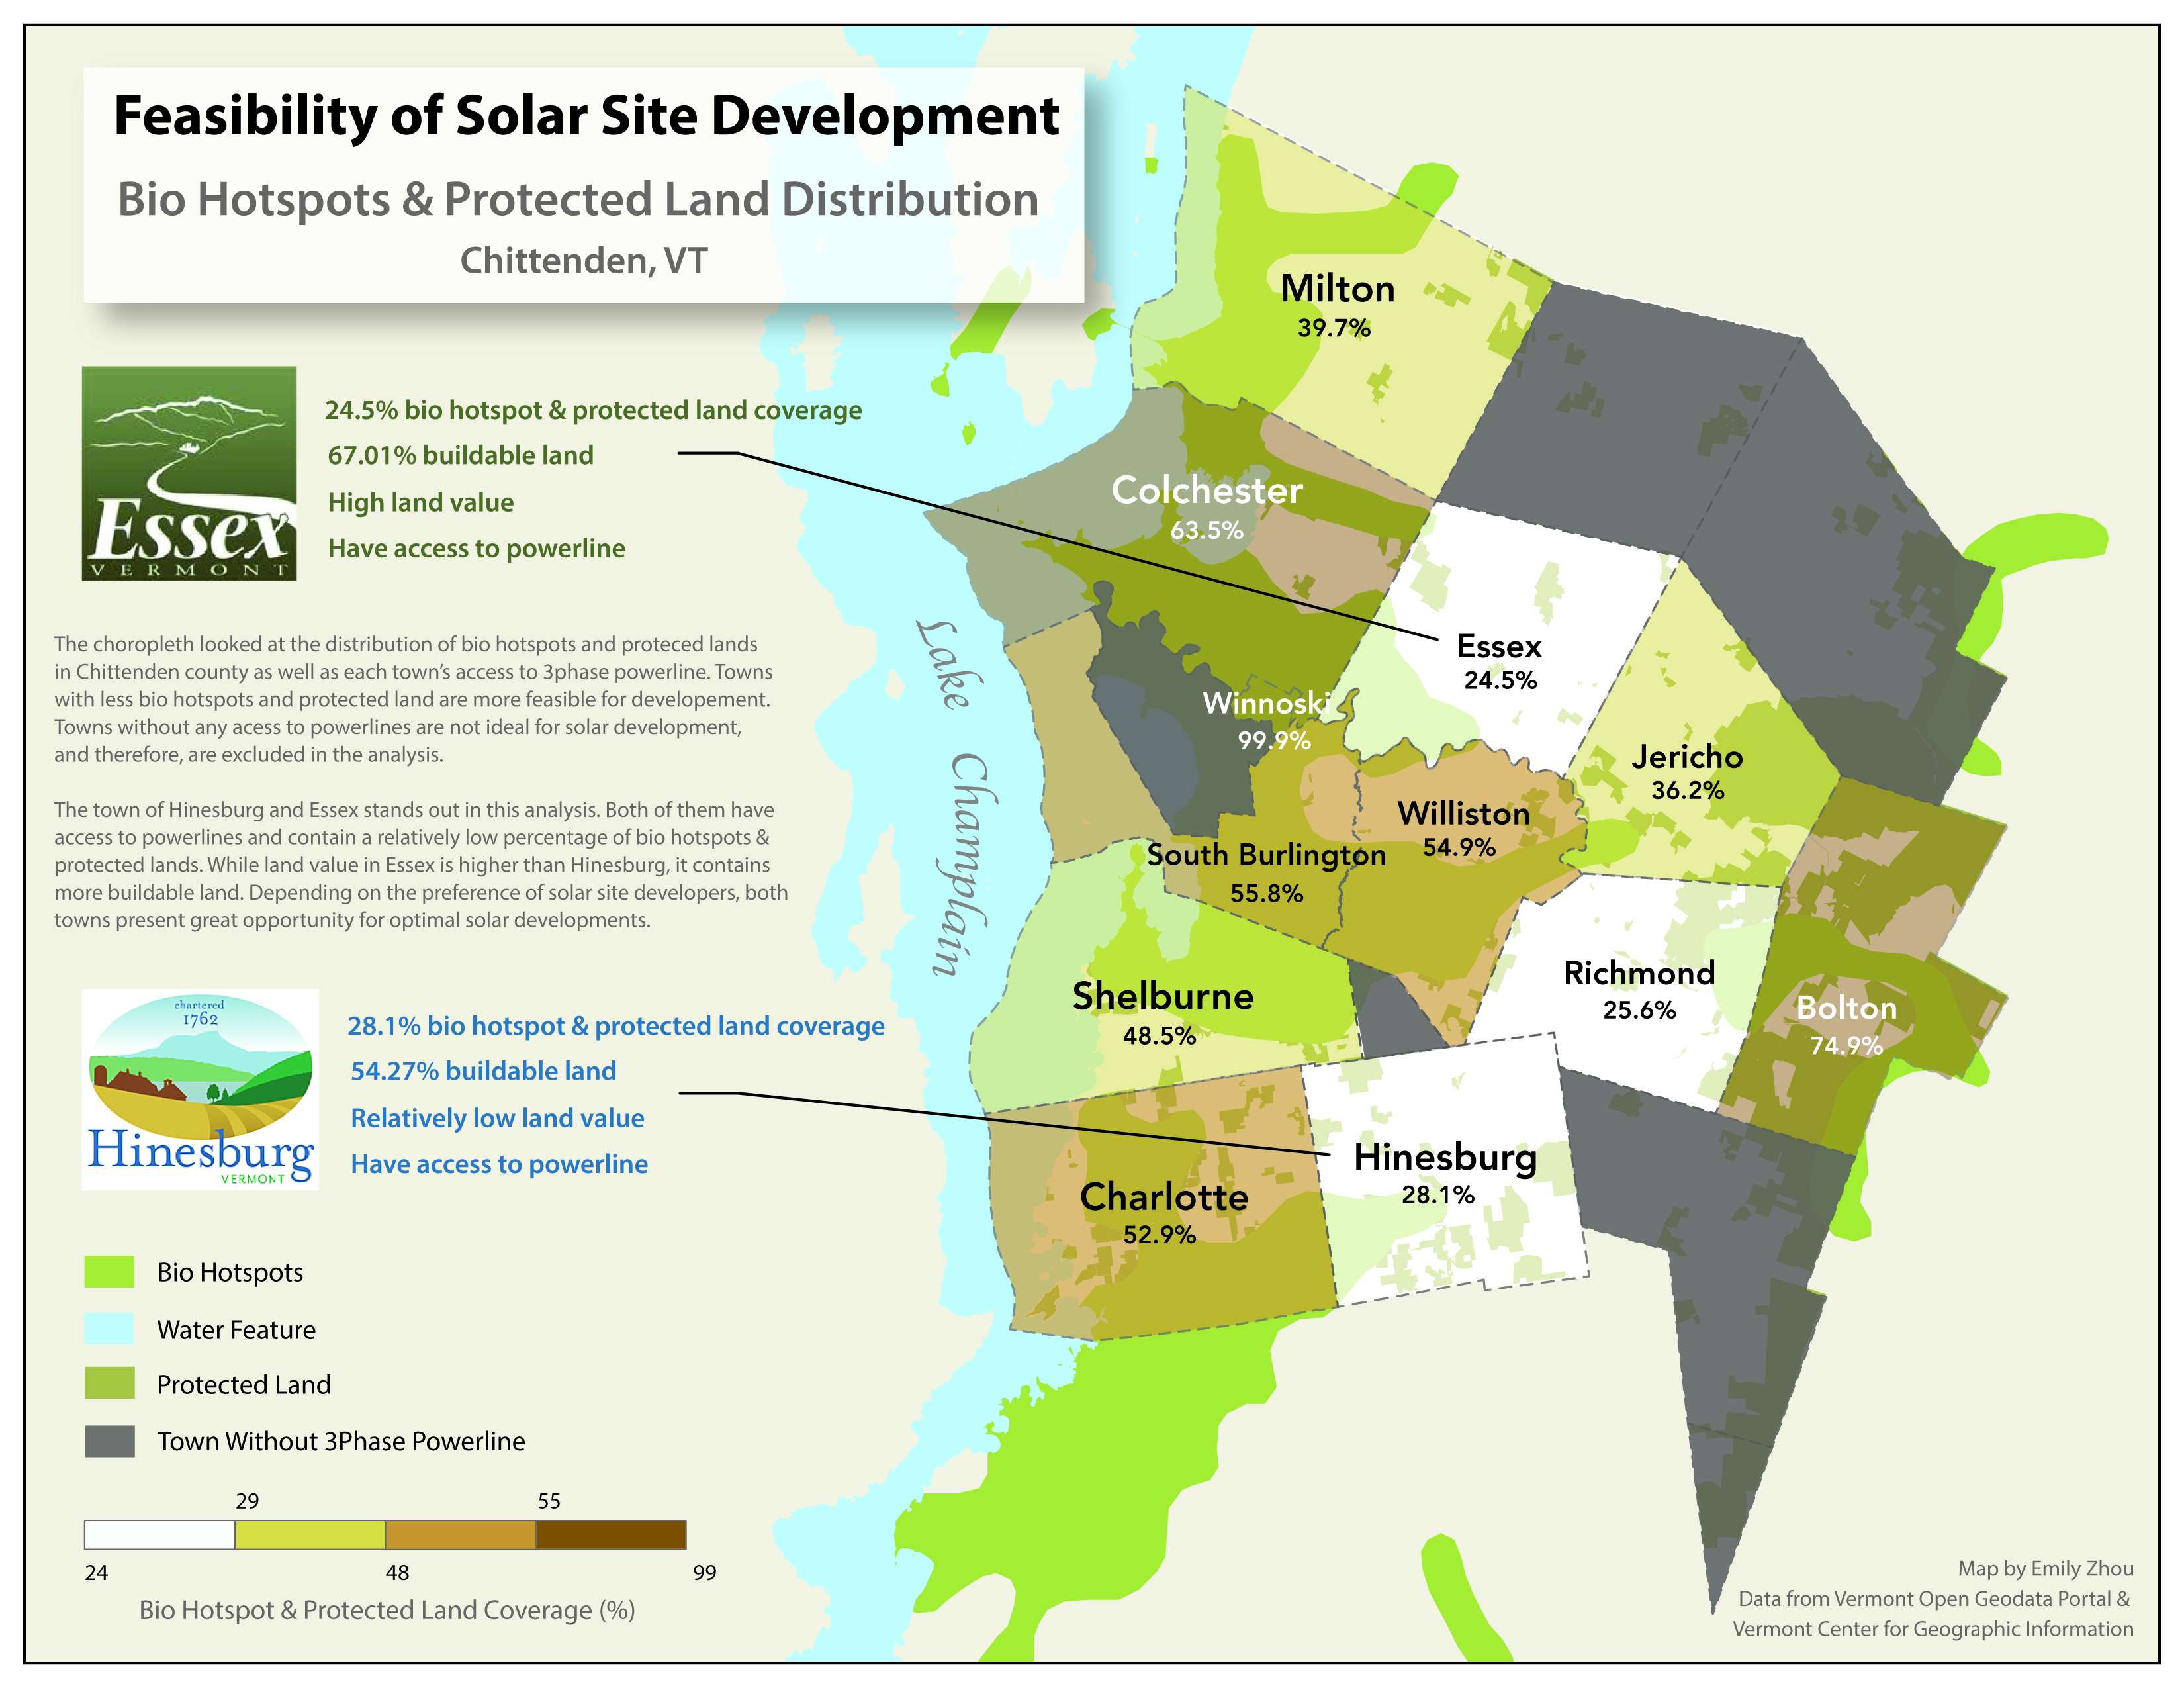 Feasibility of Solar Site Development
Bio Hotspots & Protected Land Distribution
Chittenden, VT
Essex
VERMONT
24.5% bio hotspot & protected land coverage
67.01% buildable land
High land value
Have access to powerline
The choropleth looked at the distribution of bio hotspots and proteced lands
in Chittenden county as well as each town's access to 3phase powerline. Towns
with less bio hotspots and protected land are more feasible for developement.
Towns without any acess to powerlines are not ideal for solar development,
and therefore, are excluded in the analysis.
The town of Hinesburg and Essex stands out in this analysis. Both of them have
access to powerlines and contain a relatively low percentage of bio hotspots &
protected lands. While land value in Essex is higher than Hinesburg, it contains
more buildable land. Depending on the preference of solar site developers, both
towns present great opportunity for optimal solar developments.
chartered
1762
Hinesburg
VERMONT
28.1% bio hotspot & protected land coverage
54.27% buildable land
Relatively low land value
Have access to powerline
Bio Hotspots
Water Feature
Protected Land
Town Without 3Phase Powerline
29 55
24 48 99
Bio Hotspot & Protected Land Coverage (%)
Lake Champlain
Milton
39.7%
Colchester
63.5%
Essex
24.5%
Winnoski
99.9%
Jericho
36.2%
Williston
54.9%
South Burlington
55.8%
Richmond
25.6%
Shelburne
48.5%
Bolton
74.9%
Hinesburg
28.1%
Charlotte
52.9%
Map by Emily Zhou
Data from Vermont Open Geodata Portal &
Vermont Center for Geographic Information